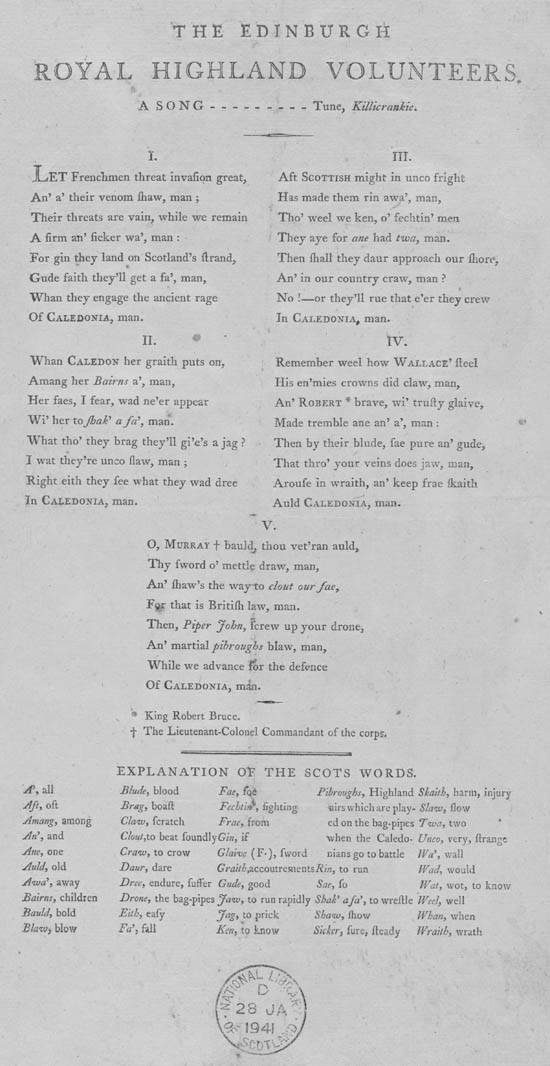 THE EDINBURGH
ROYAL HIGHLAND VOLUNTEERS.
A SONG - - - - - - - - - Tune, Killicrankie.
I.
LET Frenchmen threat invaſion great,
An' a' their venom ſhaw, man ;
Their threats are vain, while we remain
A firm an' ſicker wa', man :
For gin they land on Scotland's ſtrand,
Gude faith they'll get a fa', man,
Whan they engage the ancient rage
Of CALEDONIA, man.
II.
Whan CALEDON her graith puts on,
Amang her Bairns a', man,
Her faes, I fear, wad ne'er appear
Wi' her to ſhak' a fa', man.
What tho' they brag they'll gi'e's a jag ?
I wat they're unco ſlaw, man ;
Right eith they ſee what they wad dree
In CALEDONIA, man.
III.
Aft SCOTTISH might in unco fright
Has made them rin awa', man,
Tho' weel we ken, o' fechtin' men
They aye for ane had twa, man.
Then ſhall they daur approach our ſhore,
An' in our country craw, man ?
No !—or they'll rue that e'er they crew
In CALEDONIA, man.
IV.
Remember weel how WALLACE' ſteel
His en'mies crowns did claw, man,
An' ROBERT * brave, wi' truſty glaive,
Made tremble ane an' a', man :
Then by their blude, ſae pure an' gude,
That thro' your veins does jaw, man,
Arouſe in wraith, an' keep frae ſkaith
Auld CALEDONIA, man.
V.
O, MURRAY † bauld, thou vet'ran auld,
Thy ſword o' mettle draw, man,
An' ſhaw's the way to clout our fae,
For that is Britiſh law, man.
Then, Piper John, ſcrew up your drone,
An' martial pibroughs blaw, man,
While we advance for the defence
Of CALEDONIA, man.
* King Robert Bruce.
† The Lieutenant-Colonel Commandant of the corps.
EXPLANATION OF THE SCOTS WORDS.
A', all
Aft, oft
Amang, among
An', and
Ane, one
Auld, old
Awa', away
Bairns, children
Bauld, bold
Blaw, blow
Blude, blood
Brag, boaſt
Claw, ſcratch
Clout, to beat ſoundly
Craw, to crow
Daur, dare
Dree, endure, ſuffer
Drone, the bag-pipes
Eith, eaſy
Fa', fall
Fae, foe
Fechtin', fighting
Frae, from
Gin, if
Glaive (F.), ſword
Graith, accoutrements
Gude, good
Jaw, to run rapidly
Jag, to prick
Ken, to know
Pibroughs, Highland
airs which are play-
ed on the bag-pipes
when the Caledo-
nians go to battle
Rin, to run
Sae, ſo
Shak' a fa', to wreſtle
Shaw, ſhow
Sicker, ſure, ſteady
Skaith, harm, injury
Slaw, ſlow
Twa, two
Unco, very, ſtrange
Wa', wall
Wad, would
Wat, wot, to know
Weel, well
Whan, when
Wraith, wrath
NATIONAL LIBRARY
D
28 JA
1941
OF SCOTLAND